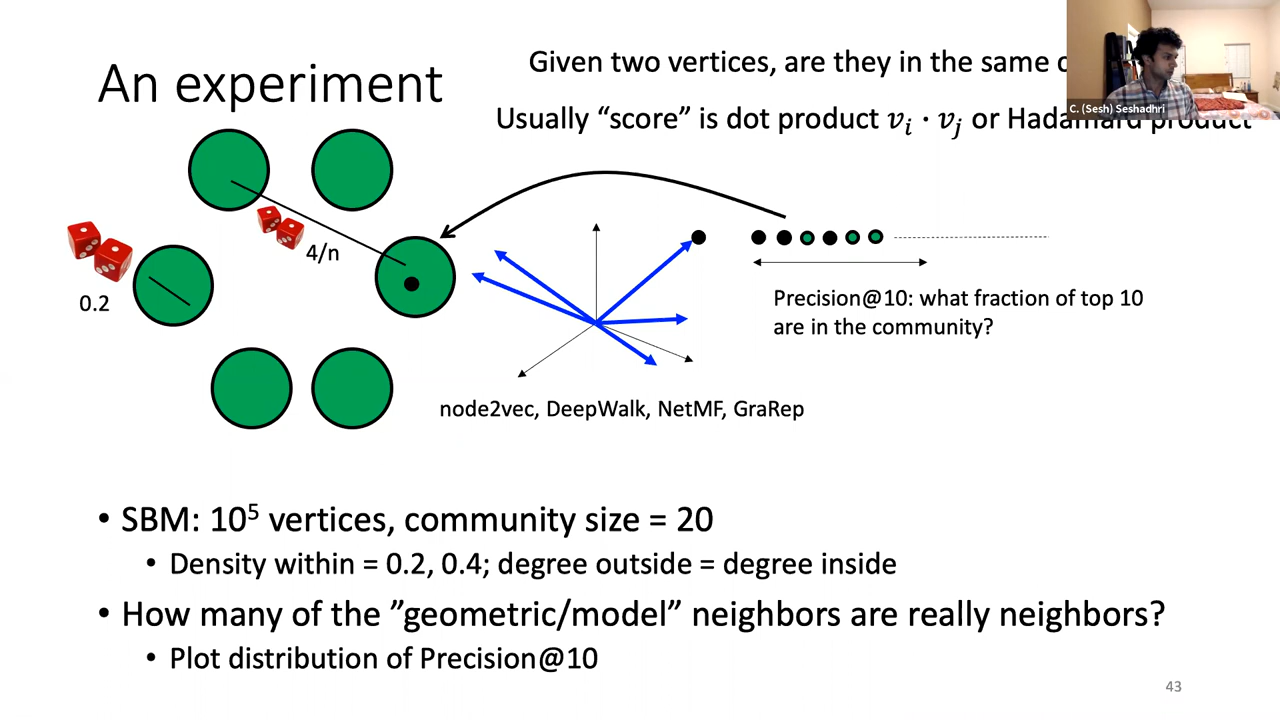 An experiment
Given two vertices, are they in the same
Usually “score” is dot product vᵢ · vⱼ or Hadamard product
C. (Sesh) Seshadhri
4/n
0.2
Precision@10: what fraction of top 10
are in the community?
node2vec, DeepWalk, NetMF, GraRep
• SBM: 10⁵ vertices, community size = 20
• Density within = 0.2, 0.4; degree outside = degree inside
• How many of the ”geometric/model” neighbors are really neighbors?
• Plot distribution of Precision@10
43